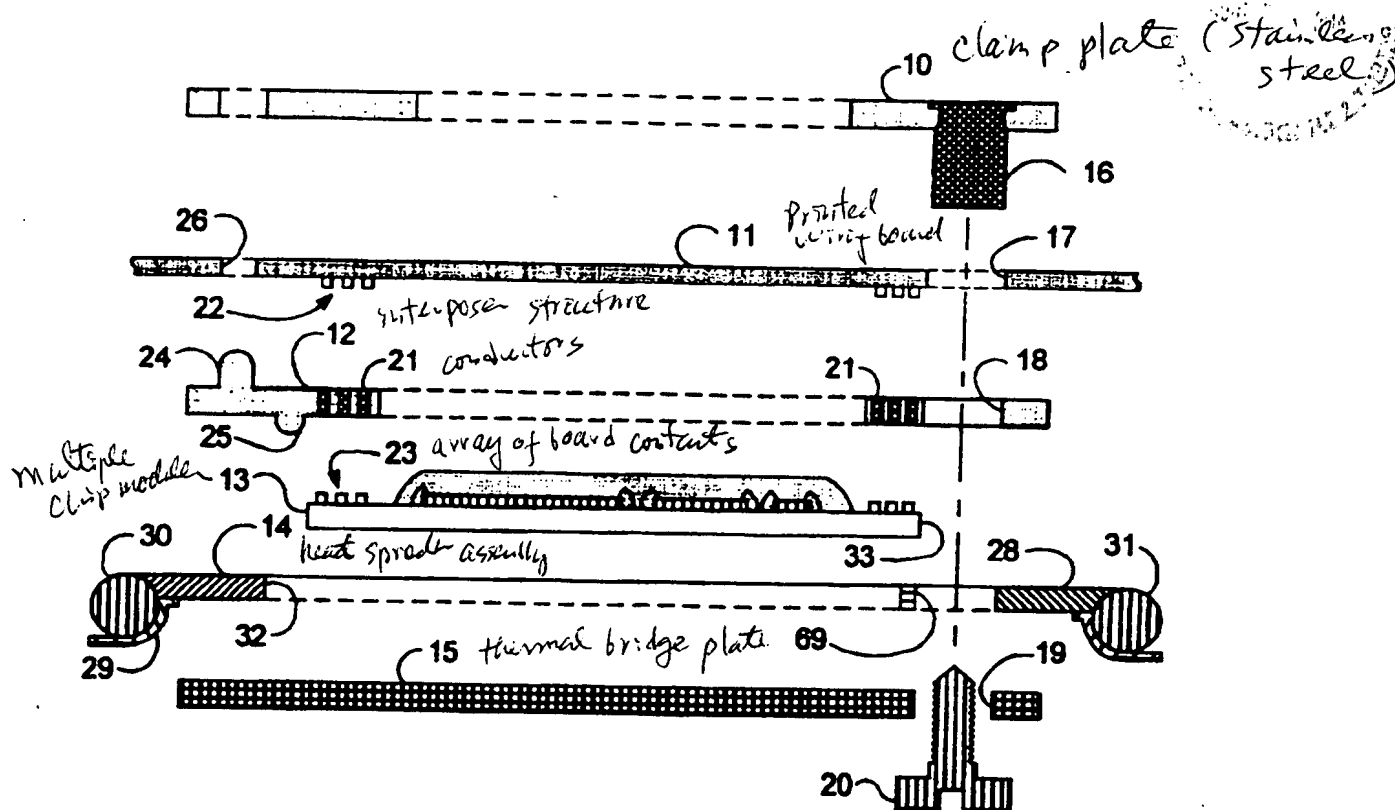 clamp plate (stainless
steel)
10
16
26
11
Printed
wiring board
17
22
interposer structure
12
conductors
24
21
21
18
25
23
array of board contacts
Multiple
Chip module
13
30
14
heat spreader assembly
33
28
31
32
69
29
15
thermal bridge plate
19
20